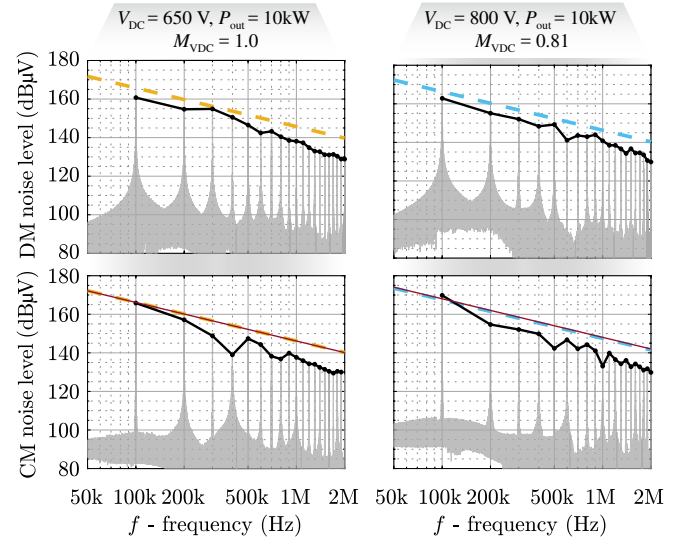 V_DC = 650 V, P_out = 10kW
M_VDC = 1.0
V_DC = 800 V, P_out = 10kW
M_VDC = 0.81
DM noise level (dBμV)
180
160
140
120
100
80
CM noise level (dBμV)
180
160
140
120
100
80
50k 100k 200k 500k 1M 2M
f - frequency (Hz)
50k 100k 200k 500k 1M 2M
f - frequency (Hz)